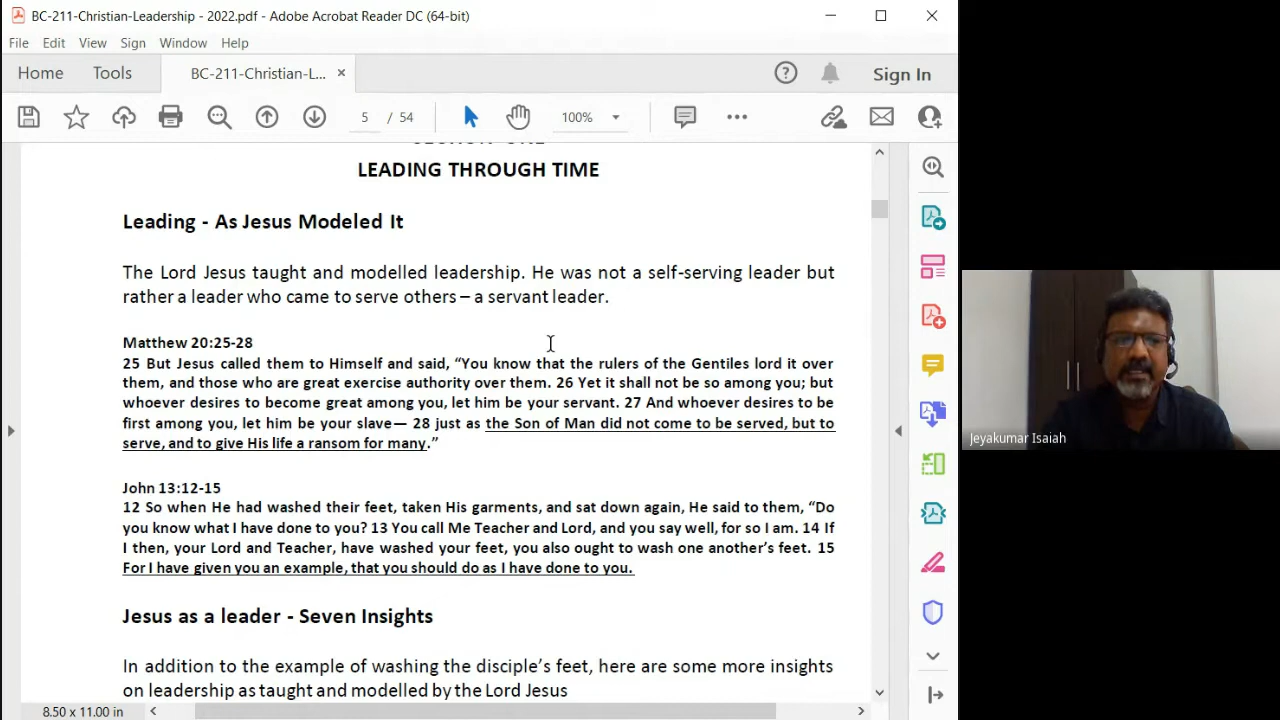 BC-211-Christian-Leadership - 2022.pdf - Adobe Acrobat Reader DC (64-bit)
File Edit View Sign Window Help
Home Tools BC-211-Christian-L... Sign In
5 / 54 100%
LEADING THROUGH TIME
Leading - As Jesus Modeled It
The Lord Jesus taught and modelled leadership. He was not a self-serving leader but
rather a leader who came to serve others – a servant leader.
Matthew 20:25-28
25 But Jesus called them to Himself and said, “You know that the rulers of the Gentiles lord it over
them, and those who are great exercise authority over them. 26 Yet it shall not be so among you; but
whoever desires to become great among you, let him be your servant. 27 And whoever desires to be
first among you, let him be your slave— 28 just as the Son of Man did not come to be served, but to
serve, and to give His life a ransom for many.”
John 13:12-15
12 So when He had washed their feet, taken His garments, and sat down again, He said to them, “Do
you know what I have done to you? 13 You call Me Teacher and Lord, and you say well, for so I am. 14 If
I then, your Lord and Teacher, have washed your feet, you also ought to wash one another’s feet. 15
For I have given you an example, that you should do as I have done to you.
Jesus as a leader - Seven Insights
In addition to the example of washing the disciple’s feet, here are some more insights
on leadership as taught and modelled by the Lord Jesus
8.50 x 11.00 in
Jeyakumar Isaiah